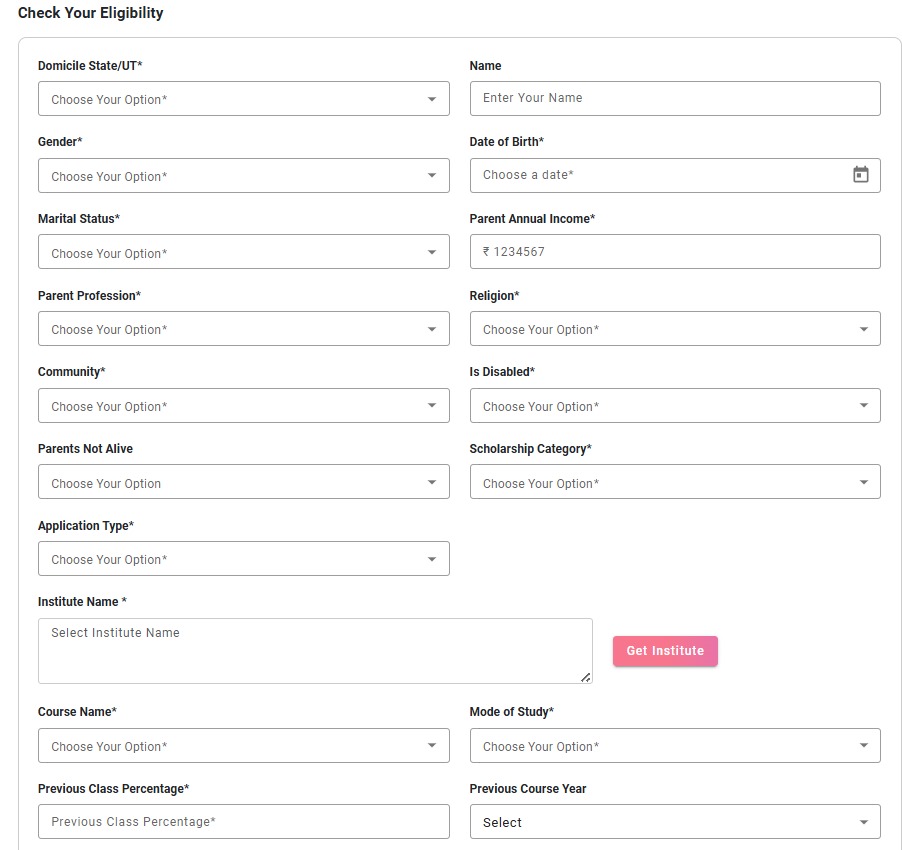 Check Your Eligibility
Domicile State/UT*
Choose Your Option*
Name
Enter Your Name
Gender*
Choose Your Option*
Date of Birth*
Choose a date*
Marital Status*
Choose Your Option*
Parent Annual Income*
₹ 1234567
Parent Profession*
Choose Your Option*
Religion*
Choose Your Option*
Community*
Choose Your Option*
Is Disabled*
Choose Your Option*
Parents Not Alive
Choose Your Option
Scholarship Category*
Choose Your Option*
Application Type*
Choose Your Option*
Institute Name *
Select Institute Name
Get Institute
Course Name*
Choose Your Option*
Mode of Study*
Choose Your Option*
Previous Class Percentage*
Previous Class Percentage*
Previous Course Year
Select